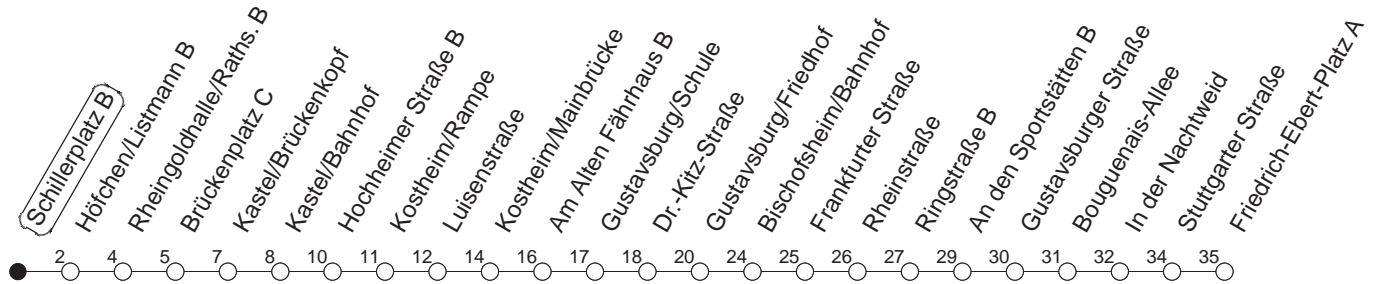 Schillerplatz B
Höfchen/Listmann B
Rheingoldhalle/Raths. B
Brückenplatz C
Kastel/Brückenkopf
Kastel/Bahnhof
Hochheimer Straße B
Kostheim/Rampe
Luisenstraße
Kostheim/Mainbrücke
Am Alten Fährhaus B
Gustavsburg/Schule
Dr.-Kitz-Straße
Gustavsburg/Friedhof
Bischofsheim/Bahnhof
Frankfurter Straße
Rheinstraße
Ringstraße B
An den Sportstätten B
Gustavsburger Straße
Bouguenais-Allee
In der Nachtweid
Stuttgarter Straße
Friedrich-Ebert-Platz A
2 4 5 7 8 10 11 12 14 16 17 18 20 24 25 26 27 29 30 31 32 34 35